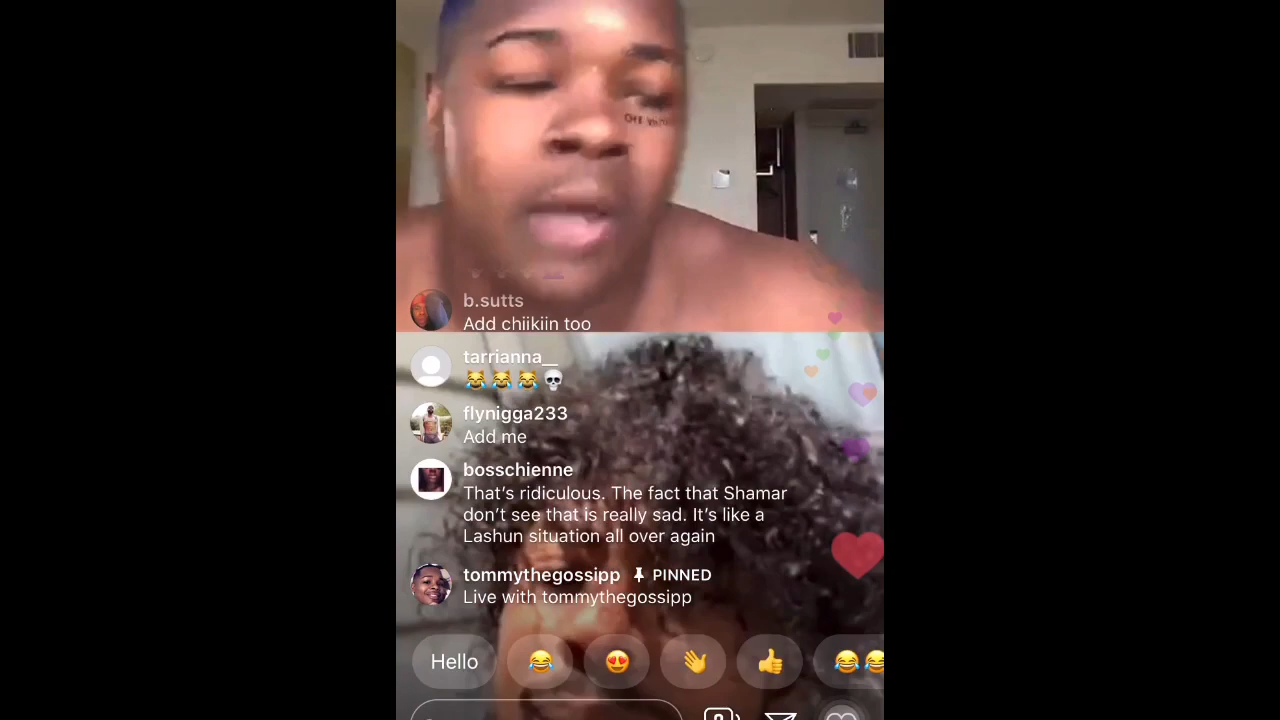 b.sutts
Add chiikiin too
tarrianna__
😹😹😹💀
flynigga233
Add me
bosschienne
That's ridiculous. The fact that Shamar
don't see that is really sad. It's like a
Lashun situation all over again
tommythegossipp PINNED
Live with tommythegossipp
Hello 😂 😍 👋 👍 😂😂